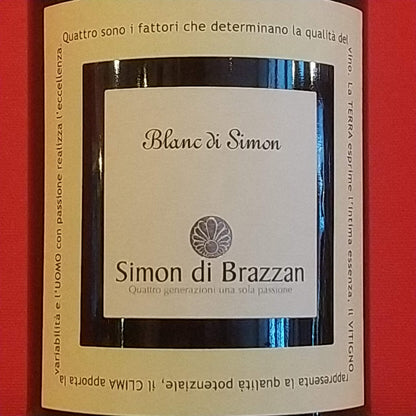 Quattro sono i fattori che determinano la qualità del
vino. La TERRA esprime l'intima essenza, il VITIGNO
rappresenta la qualità potenziale, il CLIMA apporta la
variabilità e l'UOMO con passione realizza l'eccellenza.
Blanc di Simon
Simon di Brazzan
Quattro generazioni una sola passione